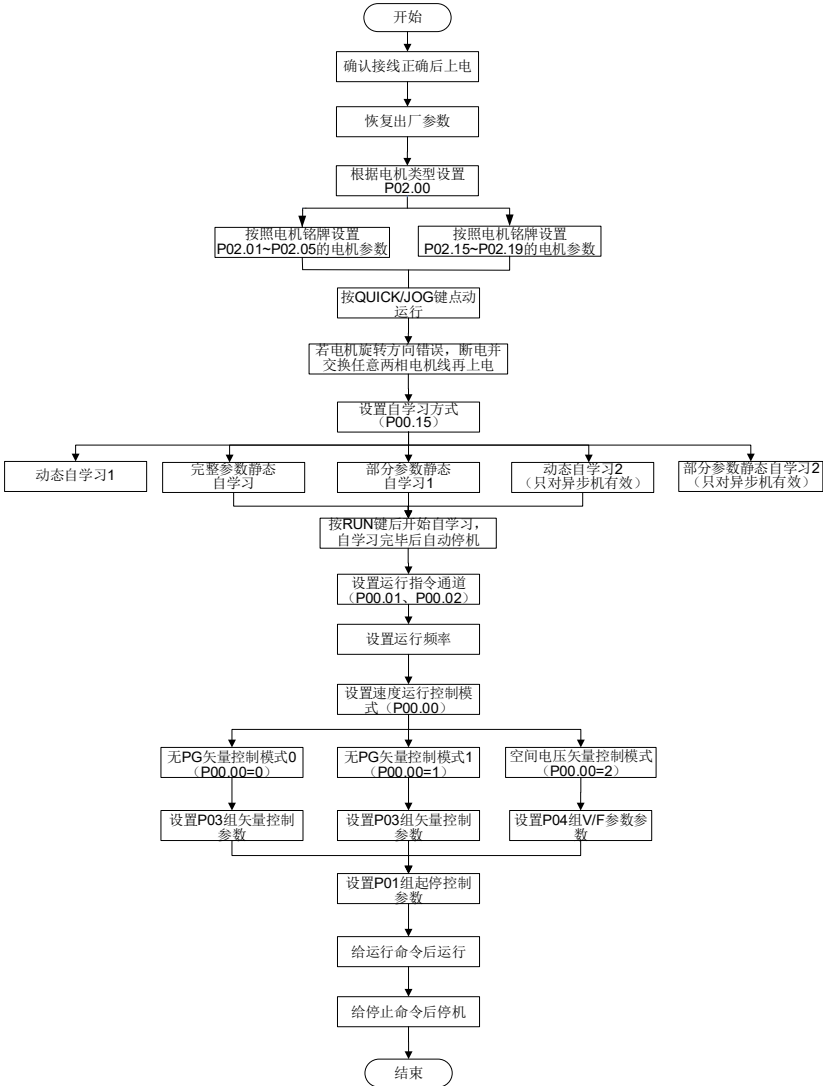 开始
确认接线正确后上电
恢复出厂参数
根据电机类型设置
P02.00
按照电机铭牌设置
P02.01~P02.05的电机参数
按照电机铭牌设置
P02.15~P02.19的电机参数
按QUICK/JOG键点动
运行
若电机旋转方向错误，断电并
交换任意两相电机线再上电
设置自学习方式
（P00.15）
动态自学习1
完整参数静态
自学习
部分参数静态
自学习1
动态自学习2
（只对异步机有效）
部分参数静态自学习2
（只对异步机有效）
按RUN键后开始自学习，
自学习完毕后自动停机
设置运行指令通道
（P00.01、P00.02）
设置运行频率
设置速度运行控制模
式（P00.00）
无PG矢量控制模式0
（P00.00=0）
无PG矢量控制模式1
（P00.00=1）
空间电压矢量控制模式
（P00.00=2）
设置P03组矢量控制
参数
设置P03组矢量控制
参数
设置P04组V/F参数参
数
设置P01组起停控制
参数
给运行命令后运行
给停止命令后停机
结束